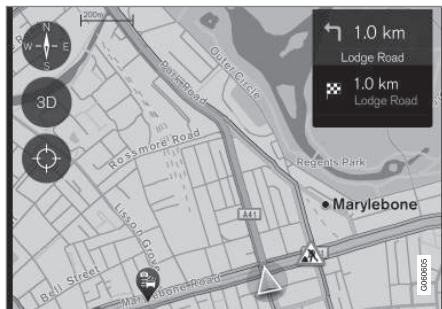 200m
N
W E
S
3D
1.0 km
Lodge Road
1.0 km
Lodge Road
Outer Circle
Park Road
Rossmore Road
Regents Park
Marylebone
Lisson Grove
A41
Bell Street
Marylebone Road
G060605